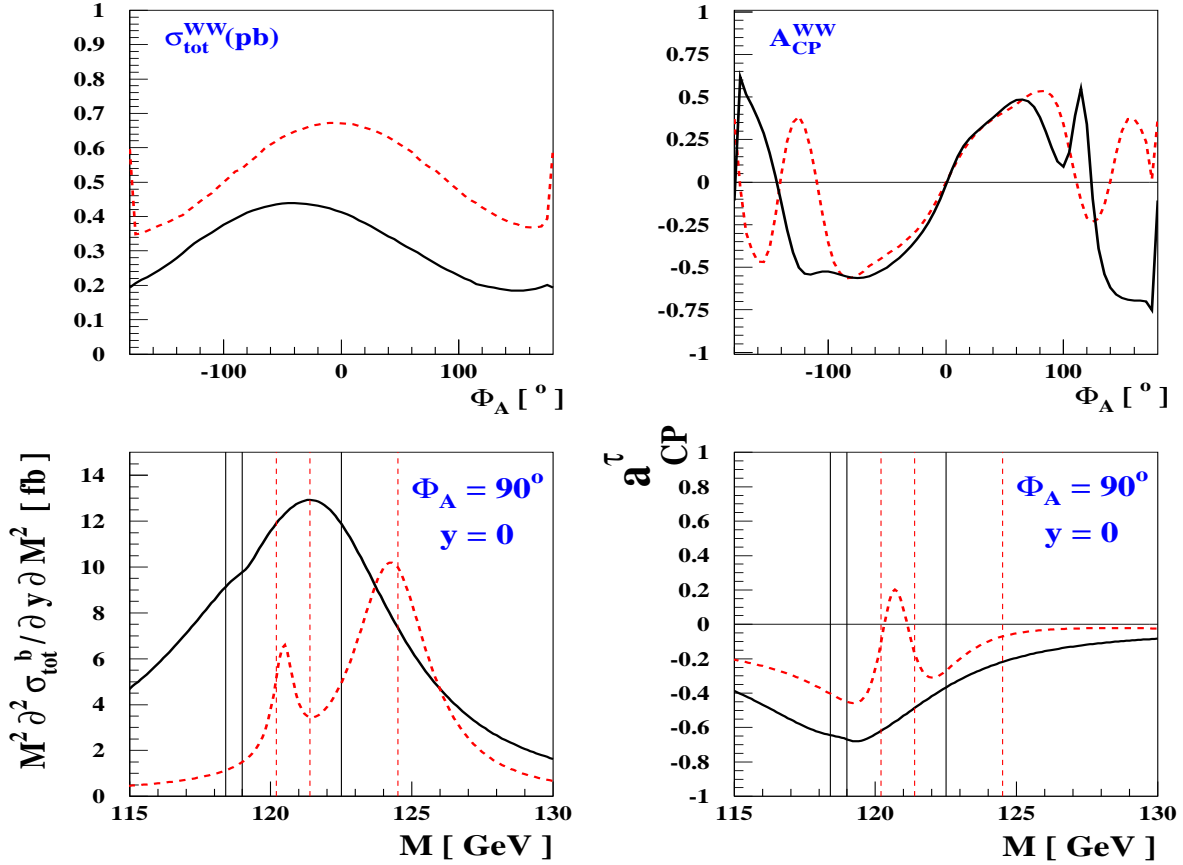 σ_tot^WW(pb)
1
0.9
0.8
0.7
0.6
0.5
0.4
0.3
0.2
0.1
0
-100 0 100
Φ_A [ ° ]
A_CP^WW
1
0.75
0.5
0.25
0
-0.25
-0.5
-0.75
-1
-100 0 100
Φ_A [ ° ]
M² ∂² σ_tot^b / ∂ y ∂ M² [ fb ]
Φ_A = 90°
y = 0
14
12
10
8
6
4
2
0
115 120 125 130
M [ GeV ]
a_CP^τ
Φ_A = 90°
y = 0
1
0.8
0.6
0.4
0.2
0
-0.2
-0.4
-0.6
-0.8
-1
115 120 125 130
M [ GeV ]